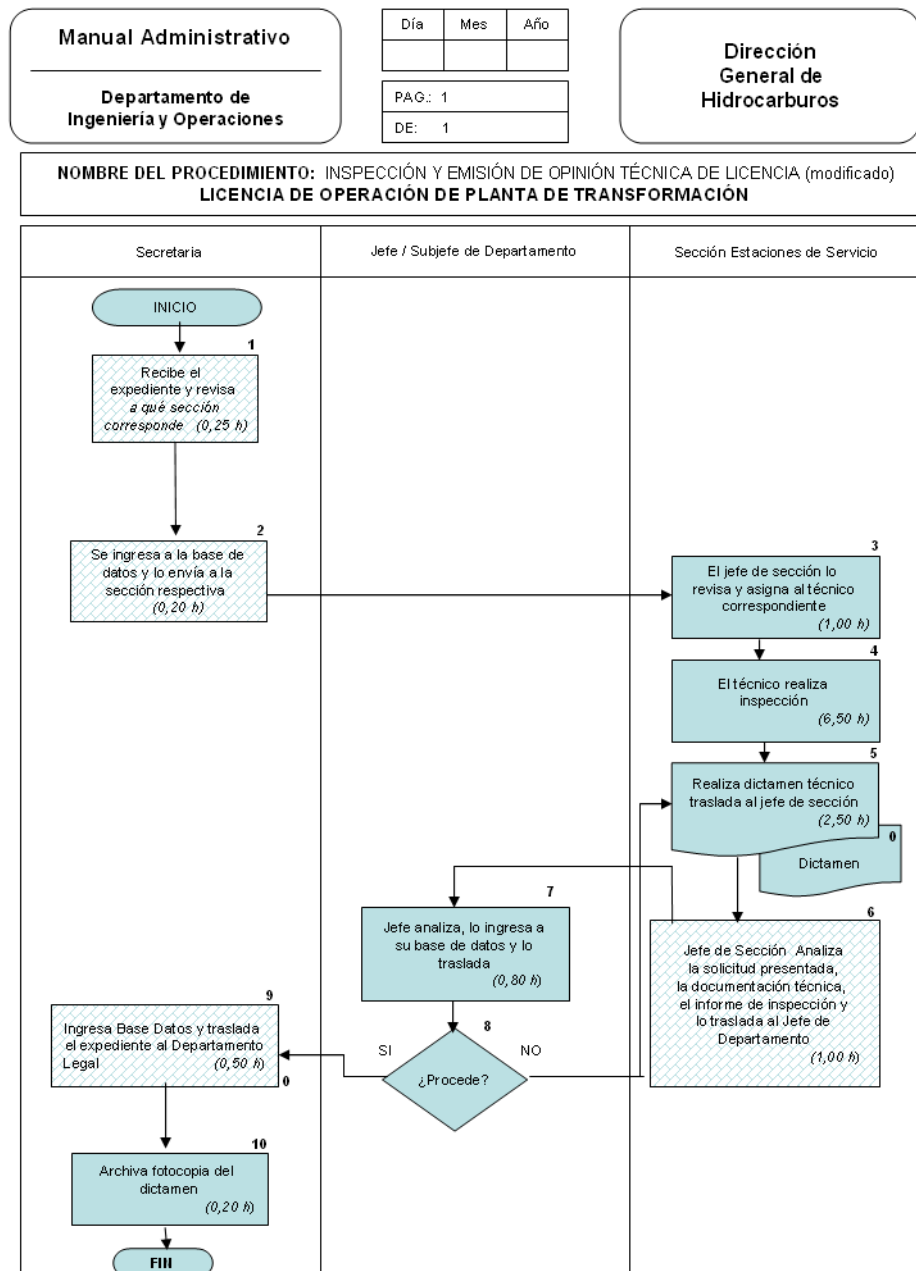 Manual Administrativo
Departamento de
Ingeniería y Operaciones
Día Mes Año
PAG.: 1
DE: 1
Dirección
General de
Hidrocarburos
NOMBRE DEL PROCEDIMIENTO: INSPECCIÓN Y EMISIÓN DE OPINIÓN TÉCNICA DE LICENCIA (modificado)
LICENCIA DE OPERACIÓN DE PLANTA DE TRANSFORMACIÓN
Secretaria
Jefe / Subjefe de Departamento
Sección Estaciones de Servicio
INICIO
1
Recibe el
expediente y revisa
a qué sección
corresponde (0,25 h)
2
Se ingresa a la base de
datos y lo envía a la
sección respectiva
(0,20 h)
3
El jefe de sección lo
revisa y asigna al técnico
correspondiente
(1,00 h)
4
El técnico realiza
inspección
(6,50 h)
5
Realiza dictamen técnico
traslada al jefe de sección
(2,50 h)
0
Dictamen
6
Jefe de Sección Analiza
la solicitud presentada,
la documentación técnica,
el informe de inspección y
lo traslada al Jefe de
Departamento
(1,00 h)
7
Jefe analiza, lo ingresa a
su base de datos y lo
traslada
(0,80 h)
8
SI
NO
¿Procede?
9
Ingresa Base Datos y traslada
el expediente al Departamento
Legal (0,50 h)
0
10
Archiva fotocopia del
dictamen
(0,20 h)
FIN